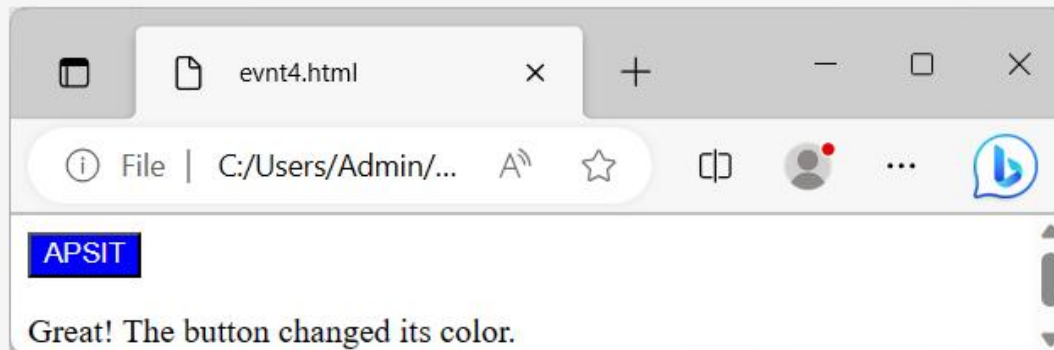 evnt4.html
File | C:/Users/Admin/...
APSIT
Great! The button changed its color.